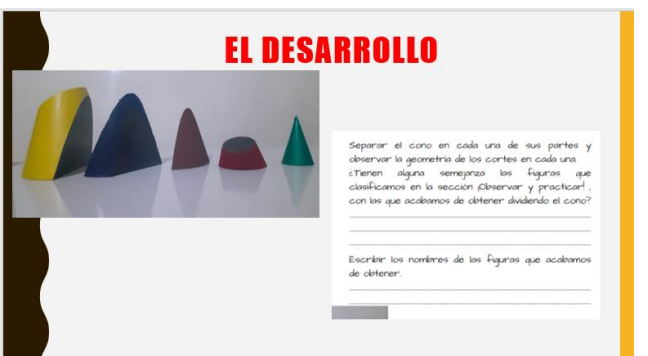 EL DESARROLLO
Separar el cono en cada una de sus partes y
observar la geometría de los cortes en cada una.
¿Tienen alguna semejanza las figuras que
clasificamos en la sección ¡Observar y practicar! ,
con las que acabamos de obtener dividiendo el cono?
Escribir los nombres de las figuras que acabamos
de obtener.